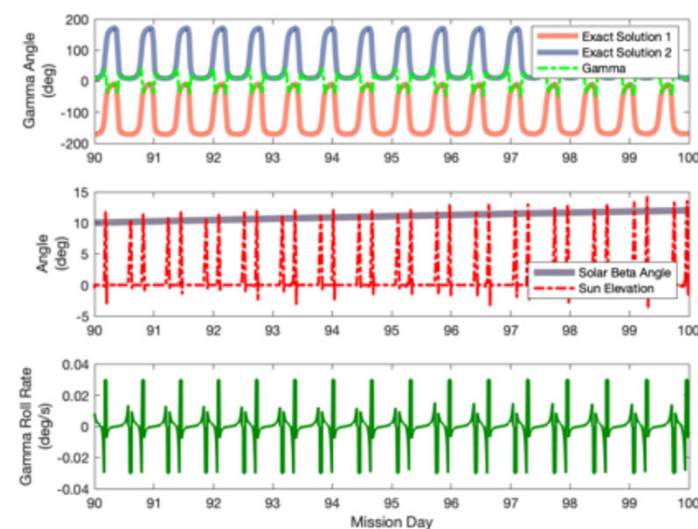 Gamma Angle
(deg)
200
100
0
-100
-200
Exact Solution 1
Exact Solution 2
Gamma
90 91 92 93 94 95 96 97 98 99 100
Angle
(deg)
15
10
5
0
-5
Solar Beta Angle
Sun Elevation
90 91 92 93 94 95 96 97 98 99 100
Gamma Roll Rate
(deg/s)
0.04
0.02
0
-0.02
-0.04
90 91 92 93 94 95 96 97 98 99 100
Mission Day